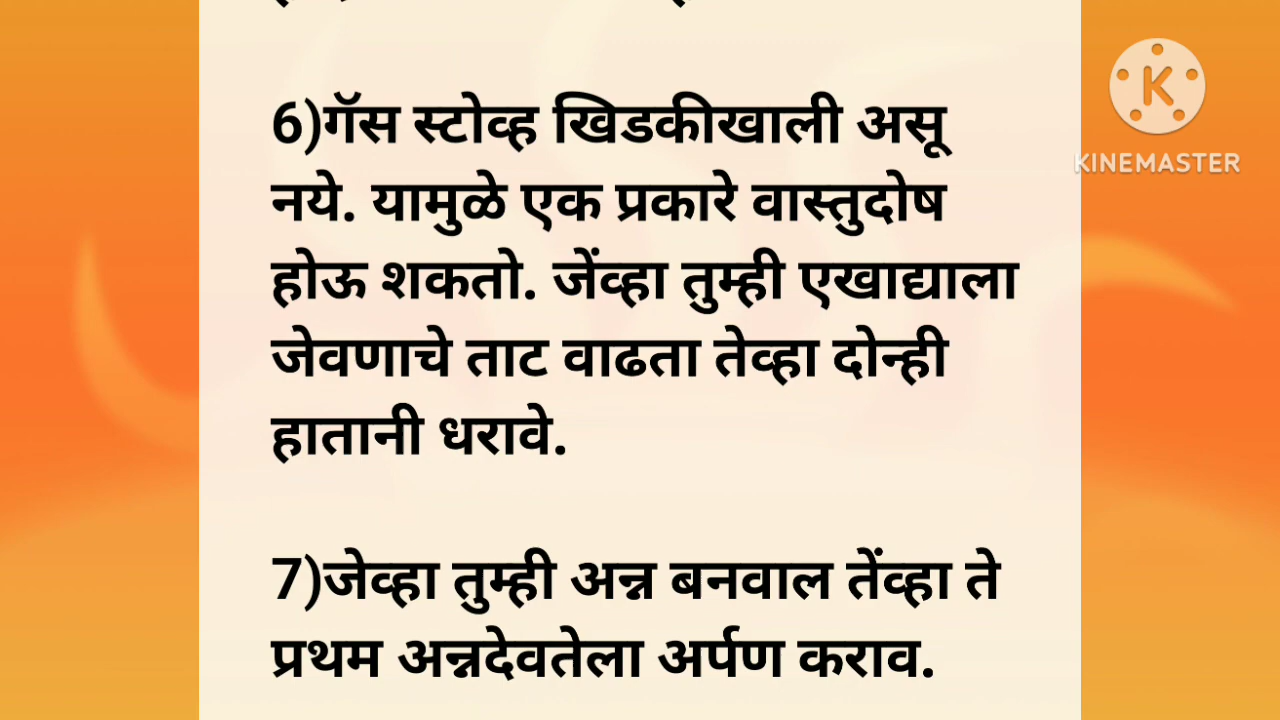 6)गॅस स्टोव्ह खिडकीखाली असू
नये. यामुळे एक प्रकारे वास्तुदोष
होऊ शकतो. जेंव्हा तुम्ही एखाद्याला
जेवणाचे ताट वाढता तेव्हा दोन्ही
हातानी धरावे.
7)जेव्हा तुम्ही अन्न बनवाल तेंव्हा ते
प्रथम अन्नदेवतेला अर्पण कराव.
K
KINEMASTER